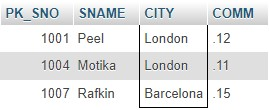 PK_SNO SNAME CITY COMM
1001 Peel London .12
1004 Motika London .11
1007 Rafkin Barcelona .15